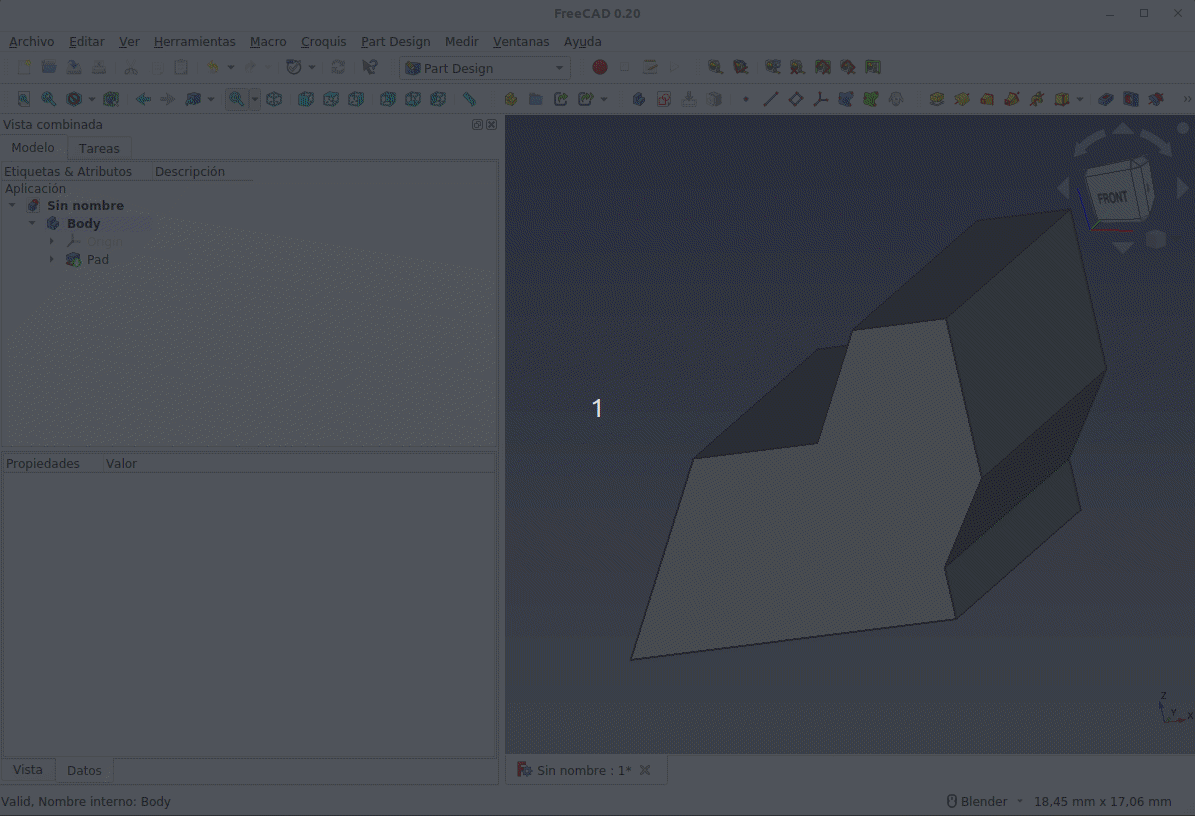 FreeCAD 0.20
Archivo Editar Ver Herramientas Macro Croquis Part Design Medir Ventanas Ayuda
Part Design
Vista combinada
Modelo Tareas
Etiquetas & Atributos Descripción
Aplicación
Sin nombre
Body
Origin
Pad
Propiedades Valor
Vista Datos
1
FRONT
Z
Y
X
Sin nombre : 1*
Valid, Nombre interno: Body
Blender 18,45 mm x 17,06 mm